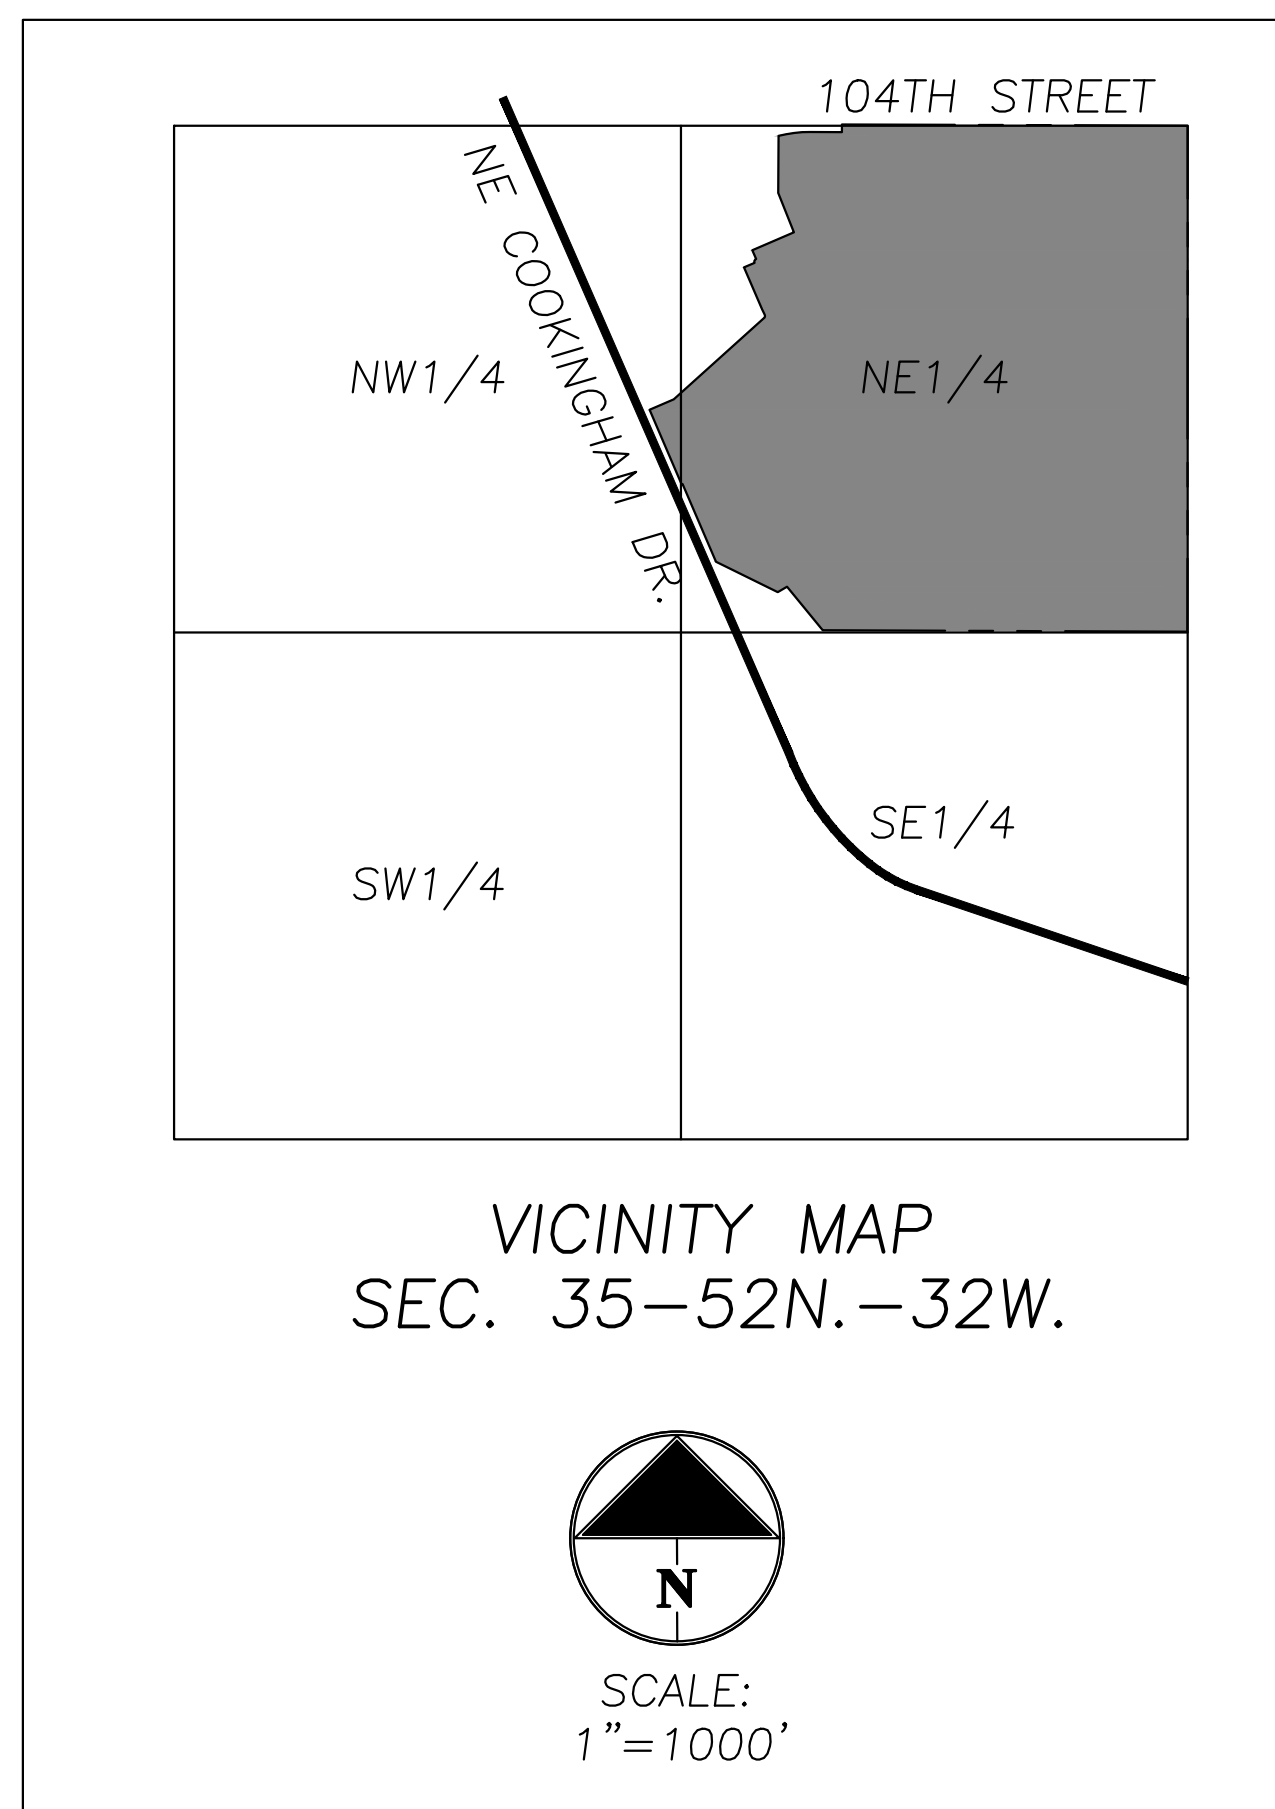 104TH STREET
NE COOKINGHAM DR.
NW1/4
NE1/4
SE1/4
SW1/4
VICINITY MAP
SEC. 35-52N.-32W.
N
SCALE:
1"=1000'